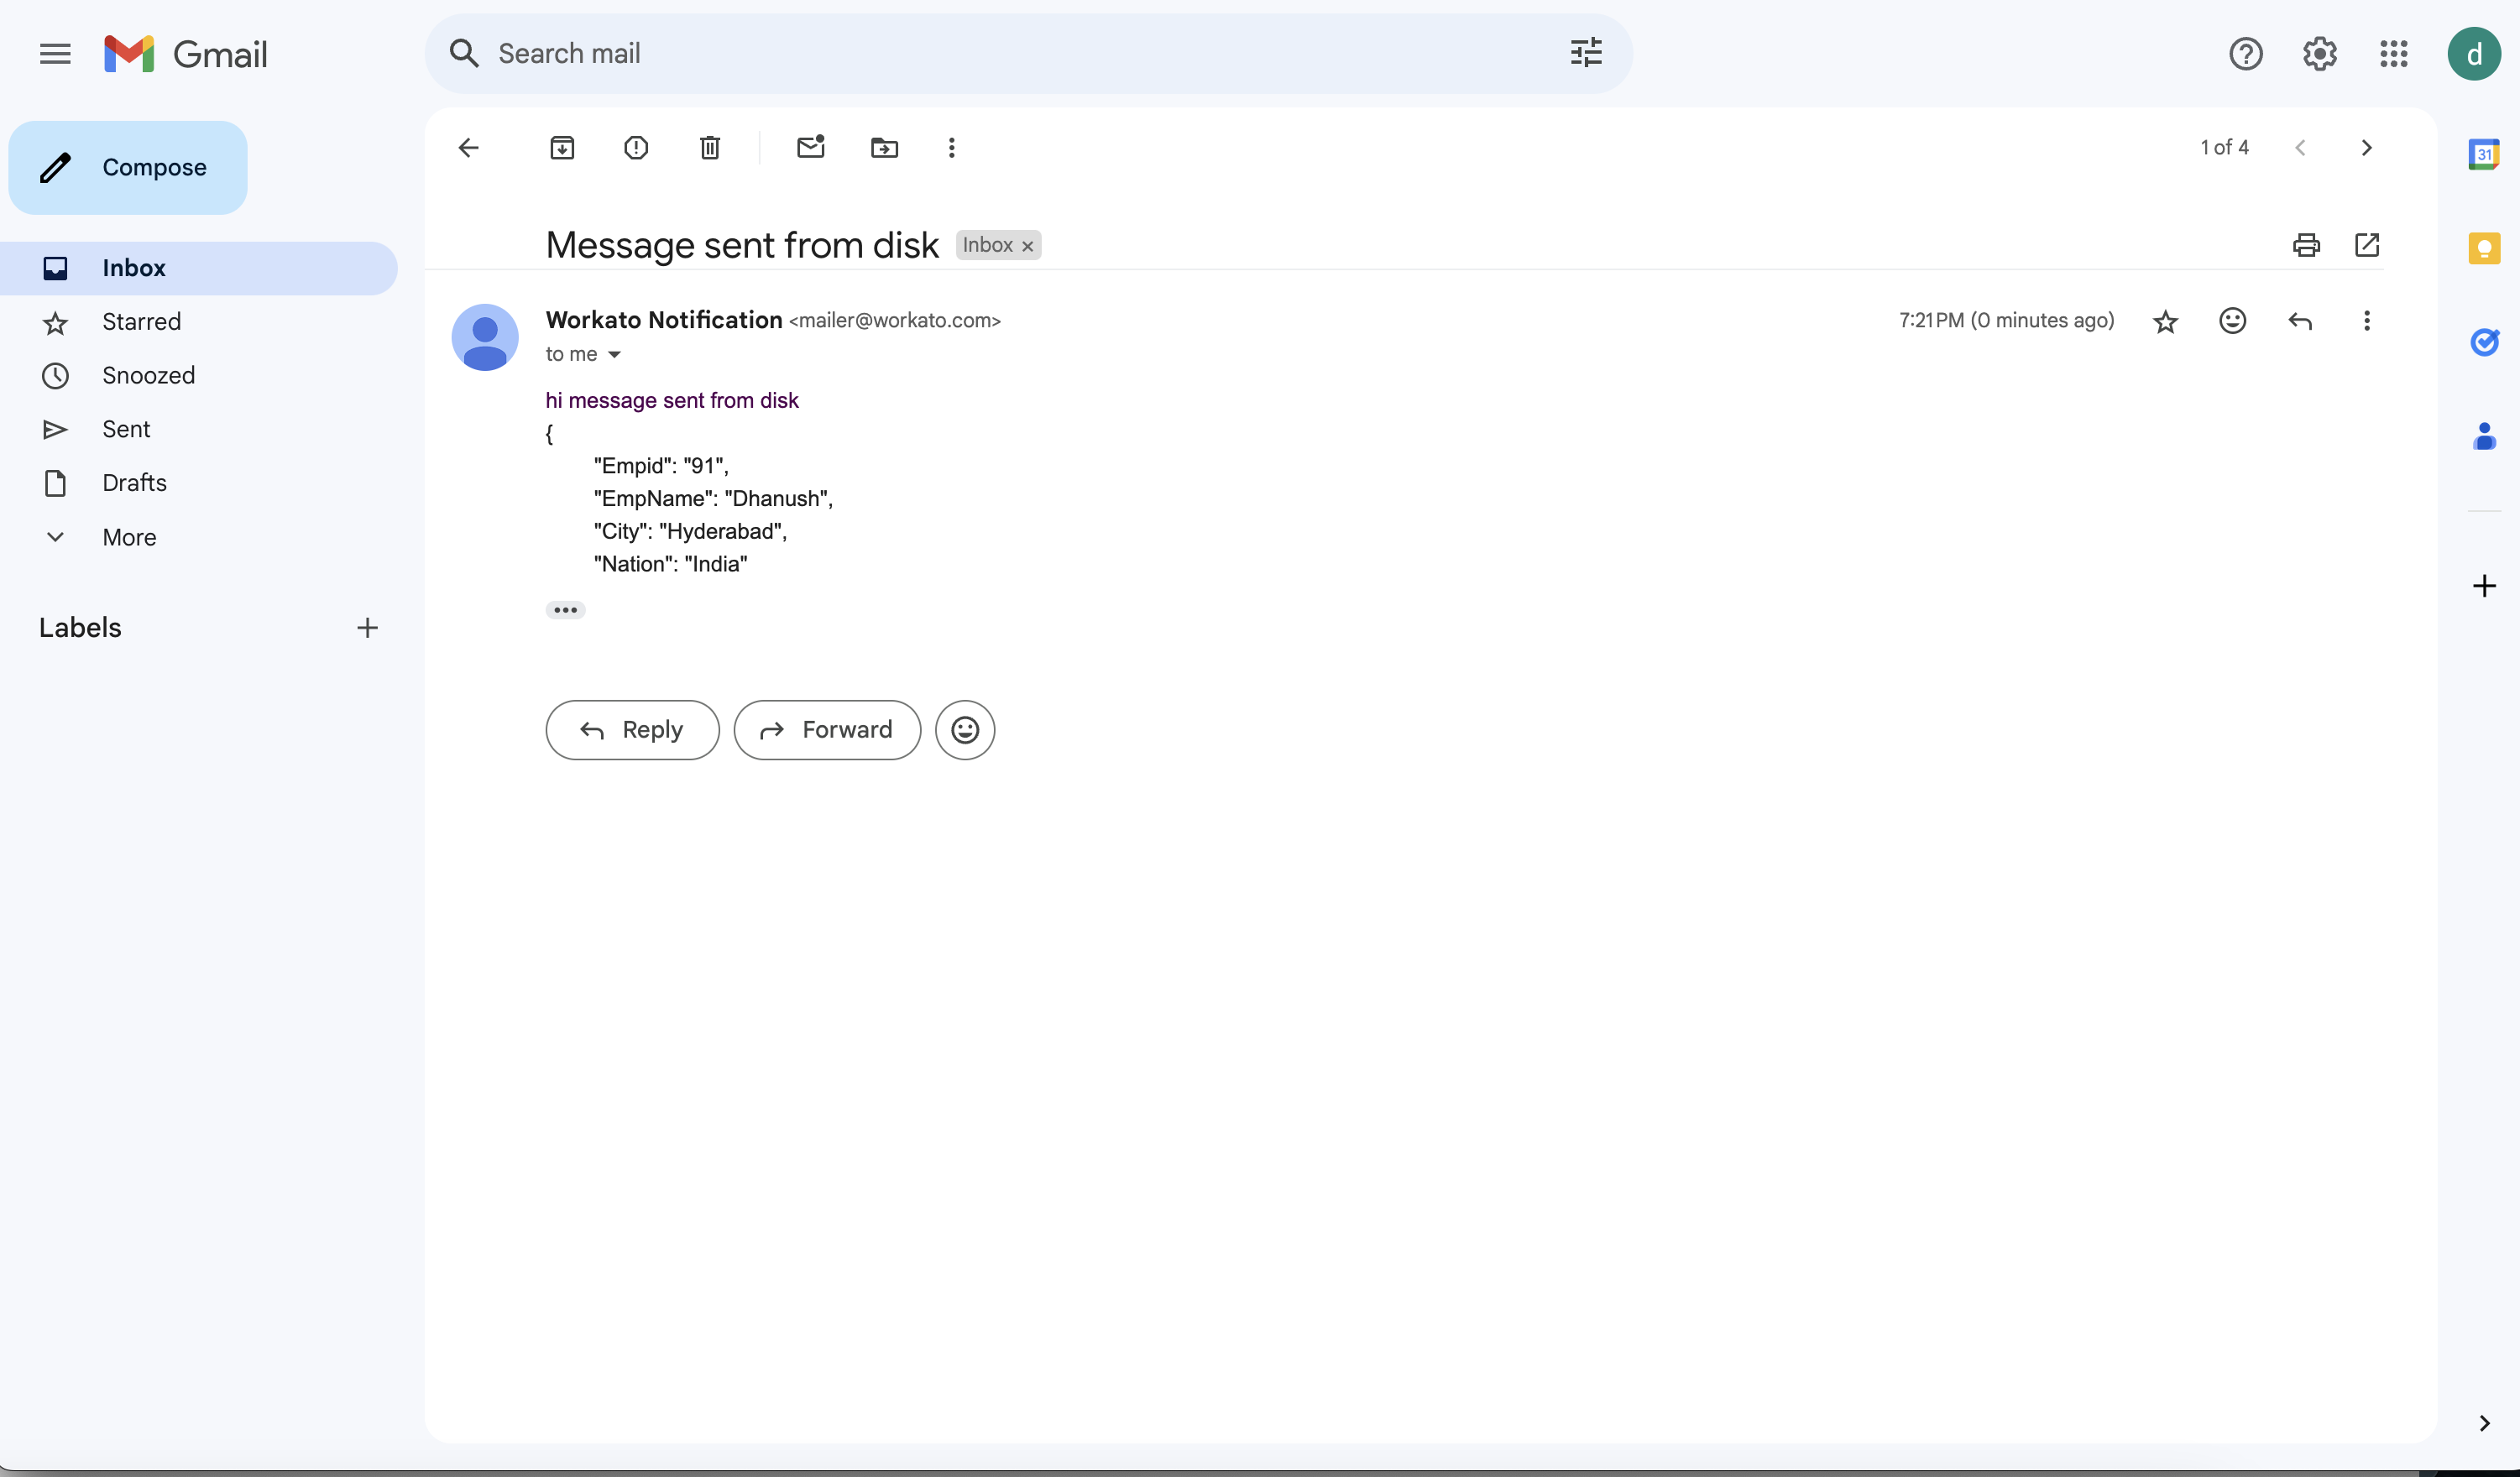 Gmail
Search mail
d
Compose
1 of 4
31
Message sent from disk
Inbox ×
Inbox
Starred
Snoozed
Sent
Drafts
More
Labels
Workato Notification <mailer@workato.com>
7:21 PM (0 minutes ago)
to me
hi message sent from disk
{
"Empid": "91",
"EmpName": "Dhanush",
"City": "Hyderabad",
"Nation": "India"
Reply
Forward